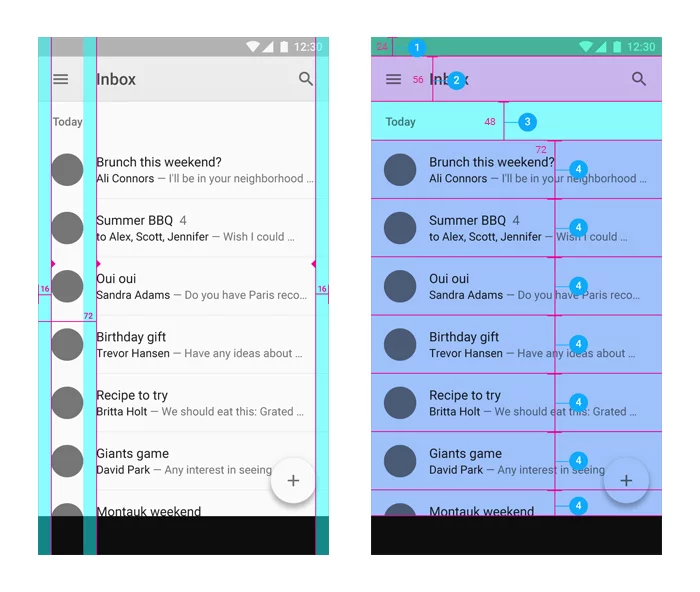 12:30
Inbox
Today
Brunch this weekend?
Ali Connors — I'll be in your neighborhood ...
Summer BBQ 4
to Alex, Scott, Jennifer — Wish I could ...
Oui oui
Sandra Adams — Do you have Paris reco...
16
16
72
Birthday gift
Trevor Hansen — Have any ideas about ...
Recipe to try
Britta Holt — We should eat this: Grated ...
Giants game
David Park — Any interest in seeing
+
Montauk weekend
24 1 12:30
56 Inbox 2
Today 48 3
72
Brunch this weekend? 4
Ali Connors — I'll be in your neighborhood ...
Summer BBQ 4 4
to Alex, Scott, Jennifer — Wish I could ...
Oui oui 4
Sandra Adams — Do you have Paris reco...
Birthday gift 4
Trevor Hansen — Have any ideas about ...
Recipe to try 4
Britta Holt — We should eat this: Grated ...
Giants game 4
David Park — Any interest in seeing
+
Montauk weekend 4